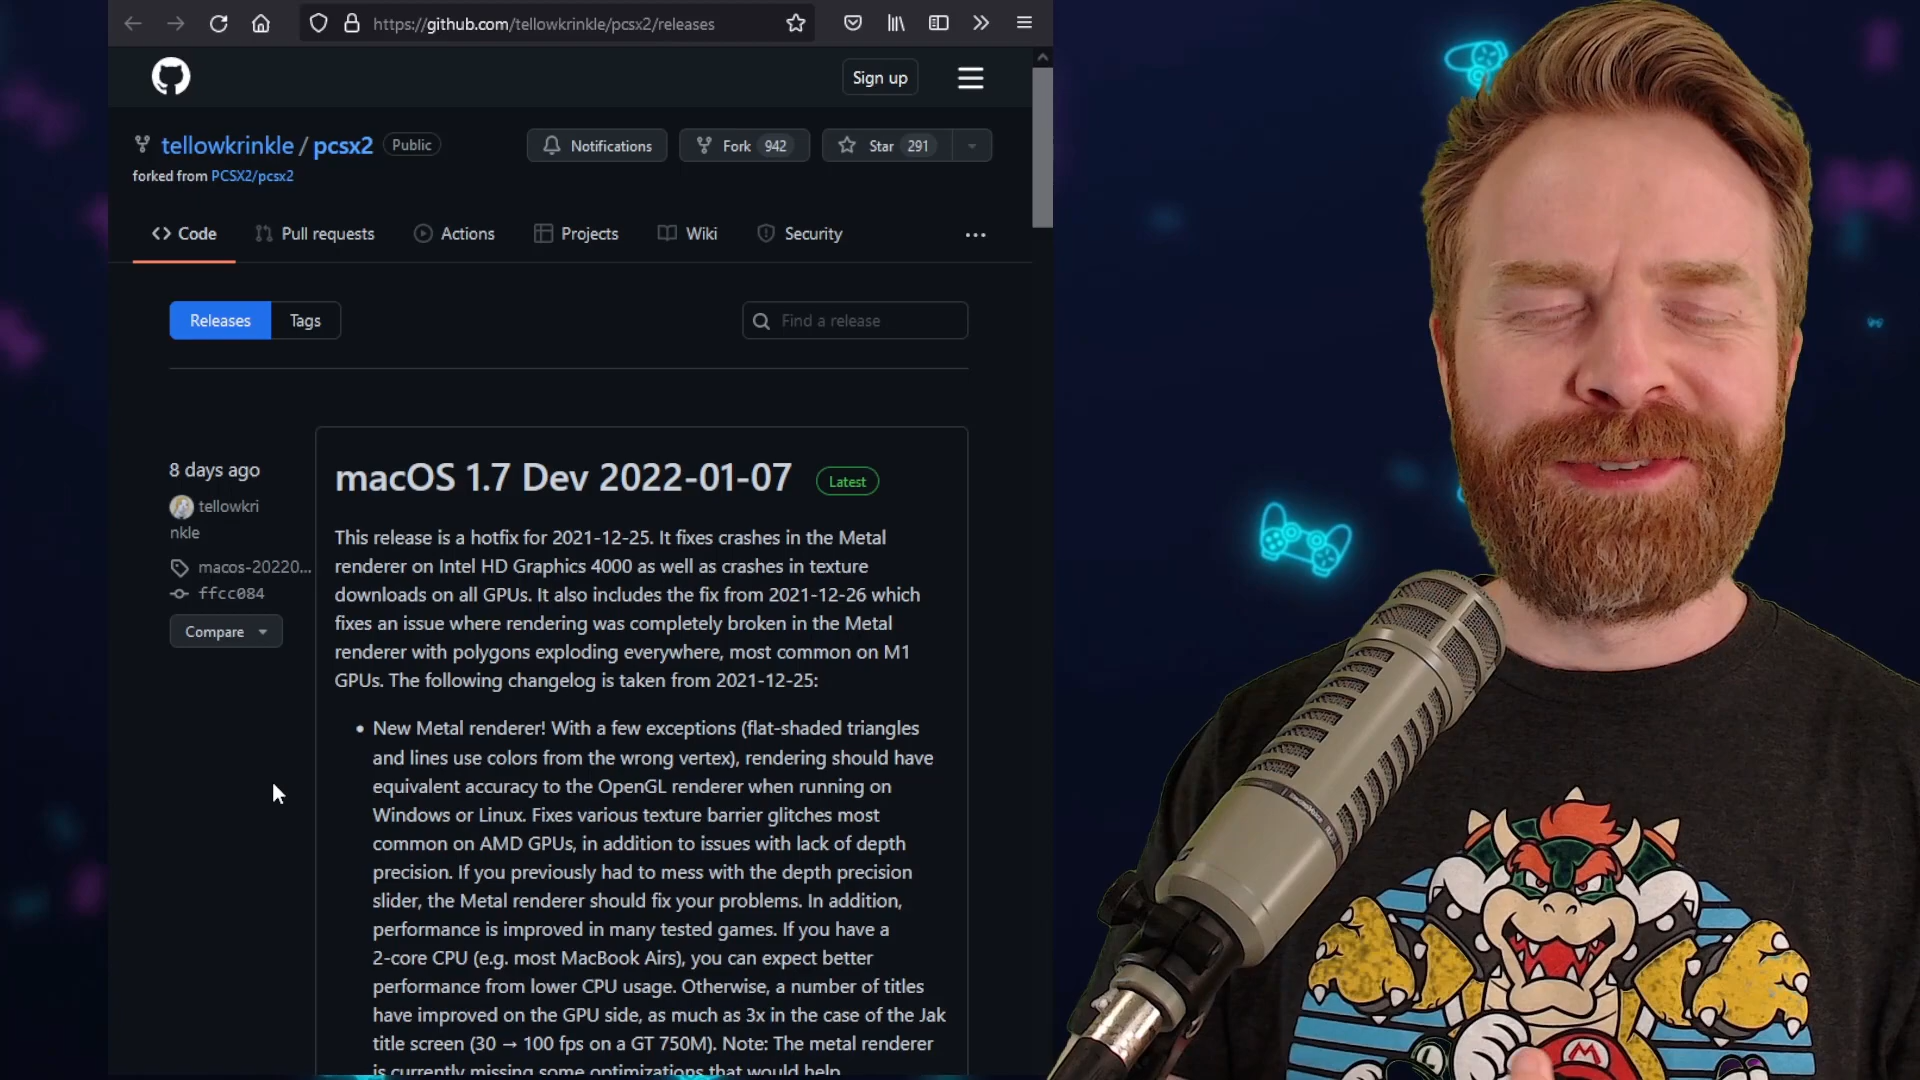 https://github.com/tellowkrinkle/pcsx2/releases
Sign up
tellowkrinkle / pcsx2 Public
Notifications
Fork 942
Star 291
forked from PCSX2/pcsx2
Code
Pull requests
Actions
Projects
Wiki
Security
Releases
Tags
Find a release
8 days ago
tellowkri
nkle
macos-20220...
ffcc084
Compare
macOS 1.7 Dev 2022-01-07 Latest
This release is a hotfix for 2021-12-25. It fixes crashes in the Metal
renderer on Intel HD Graphics 4000 as well as crashes in texture
downloads on all GPUs. It also includes the fix from 2021-12-26 which
fixes an issue where rendering was completely broken in the Metal
renderer with polygons exploding everywhere, most common on M1
GPUs. The following changelog is taken from 2021-12-25:
• New Metal renderer! With a few exceptions (flat-shaded triangles
and lines use colors from the wrong vertex), rendering should have
equivalent accuracy to the OpenGL renderer when running on
Windows or Linux. Fixes various texture barrier glitches most
common on AMD GPUs, in addition to issues with lack of depth
precision. If you previously had to mess with the depth precision
slider, the Metal renderer should fix your problems. In addition,
performance is improved in many tested games. If you have a
2-core CPU (e.g. most MacBook Airs), you can expect better
performance from lower CPU usage. Otherwise, a number of titles
have improved on the GPU side, as much as 3x in the case of the Jak
title screen (30 → 100 fps on a GT 750M). Note: The metal renderer
is currently missing some optimizations that would help
M